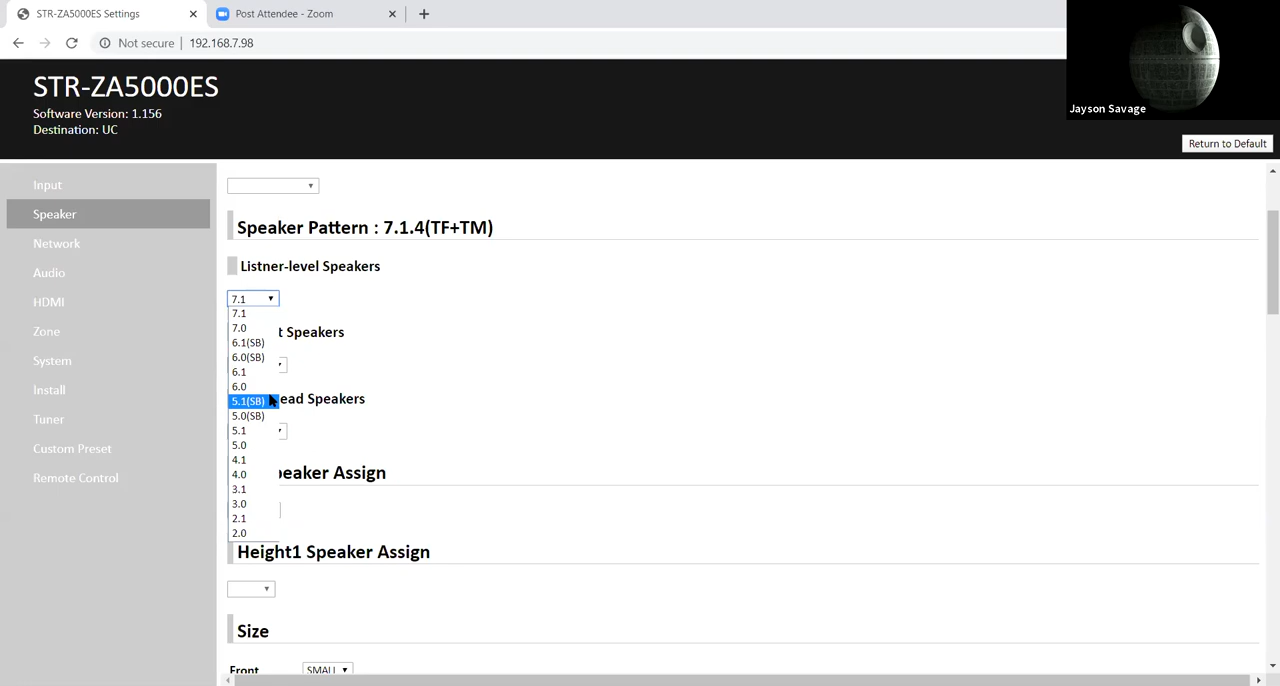 STR-ZA5000ES Settings
Post Attendee - Zoom
Not secure | 192.168.7.98
Jayson Savage
STR-ZA5000ES
Software Version: 1.156
Destination: UC
Return to Default
Input
Speaker
Network
Audio
HDMI
Zone
System
Install
Tuner
Custom Preset
Remote Control
Speaker Pattern : 7.1.4(TF+TM)
Listner-level Speakers
7.1
7.1
7.0
6.1(SB)
6.0(SB)
6.1
6.0
5.1(SB)
5.0(SB)
5.1
5.0
4.1
4.0
3.1
3.0
2.1
2.0
t Speakers
ead Speakers
peaker Assign
Height1 Speaker Assign
Size
Front SMALL